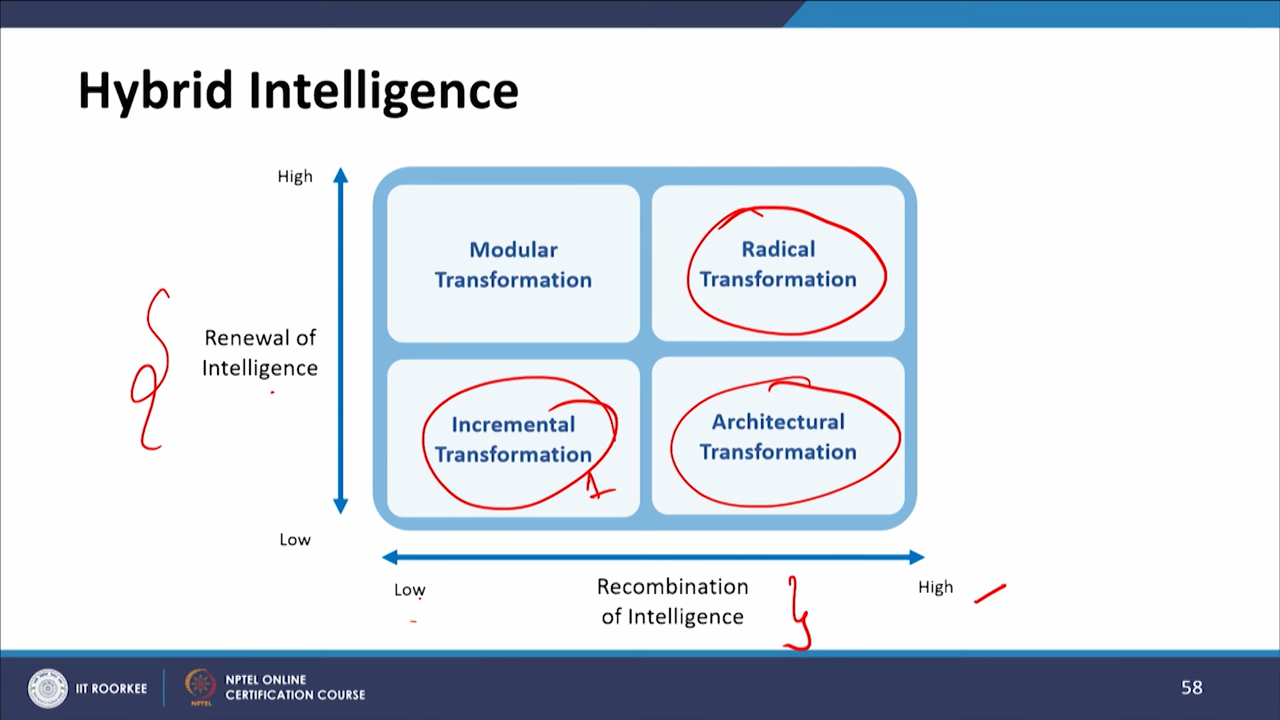 Hybrid Intelligence
High
Modular
Transformation
Radical
Transformation
Renewal of
Intelligence
Incremental
Transformation
Architectural
Transformation
Low
Low
Recombination
of Intelligence
High
IIT ROORKEE
NPTEL
NPTEL ONLINE
CERTIFICATION COURSE
58